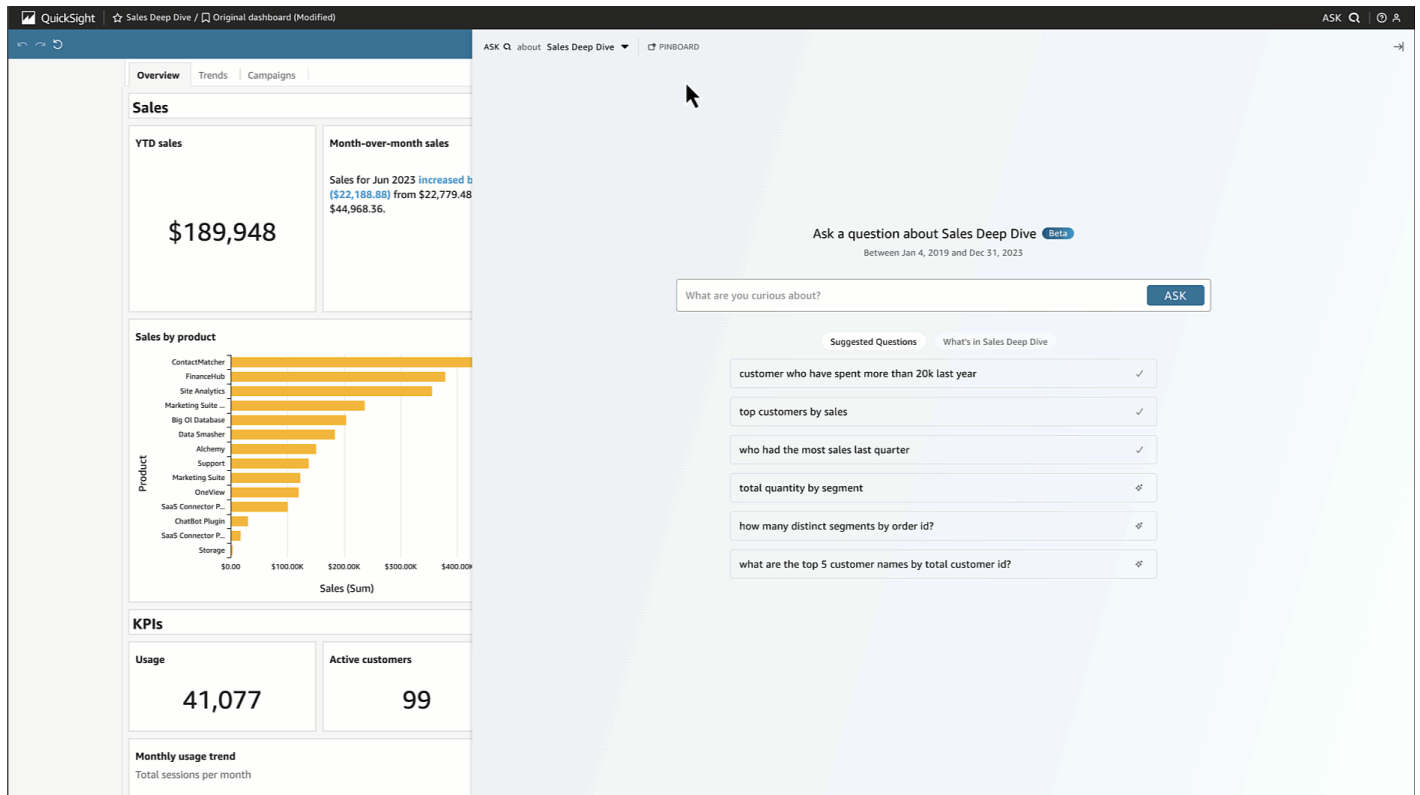 QuickSight
Sales Deep Dive / Original dashboard (Modified)
ASK
ASK about Sales Deep Dive
PINBOARD
Overview
Trends
Campaigns
Sales
YTD sales
$189,948
Month-over-month sales
Sales for Jun 2023 increased b
($22,188.88) from $22,779.48
$44,968.36.
Sales by product
Product
ContactMatcher
FinanceHub
Site Analytics
Marketing Suite ...
Big Ol Database
Data Smasher
Alchemy
Support
Marketing Suite
OneView
SaaS Connector P...
ChatBot Plugin
SaaS Connector P...
Storage
$0.00
$100.00K
$200.00K
$300.00K
$400.00K
Sales (Sum)
KPIs
Usage
41,077
Active customers
99
Monthly usage trend
Total sessions per month
Ask a question about Sales Deep Dive Beta
Between Jan 4, 2019 and Dec 31, 2023
What are you curious about?
ASK
Suggested Questions
What's in Sales Deep Dive
customer who have spent more than 20k last year
top customers by sales
who had the most sales last quarter
total quantity by segment
how many distinct segments by order id?
what are the top 5 customer names by total customer id?